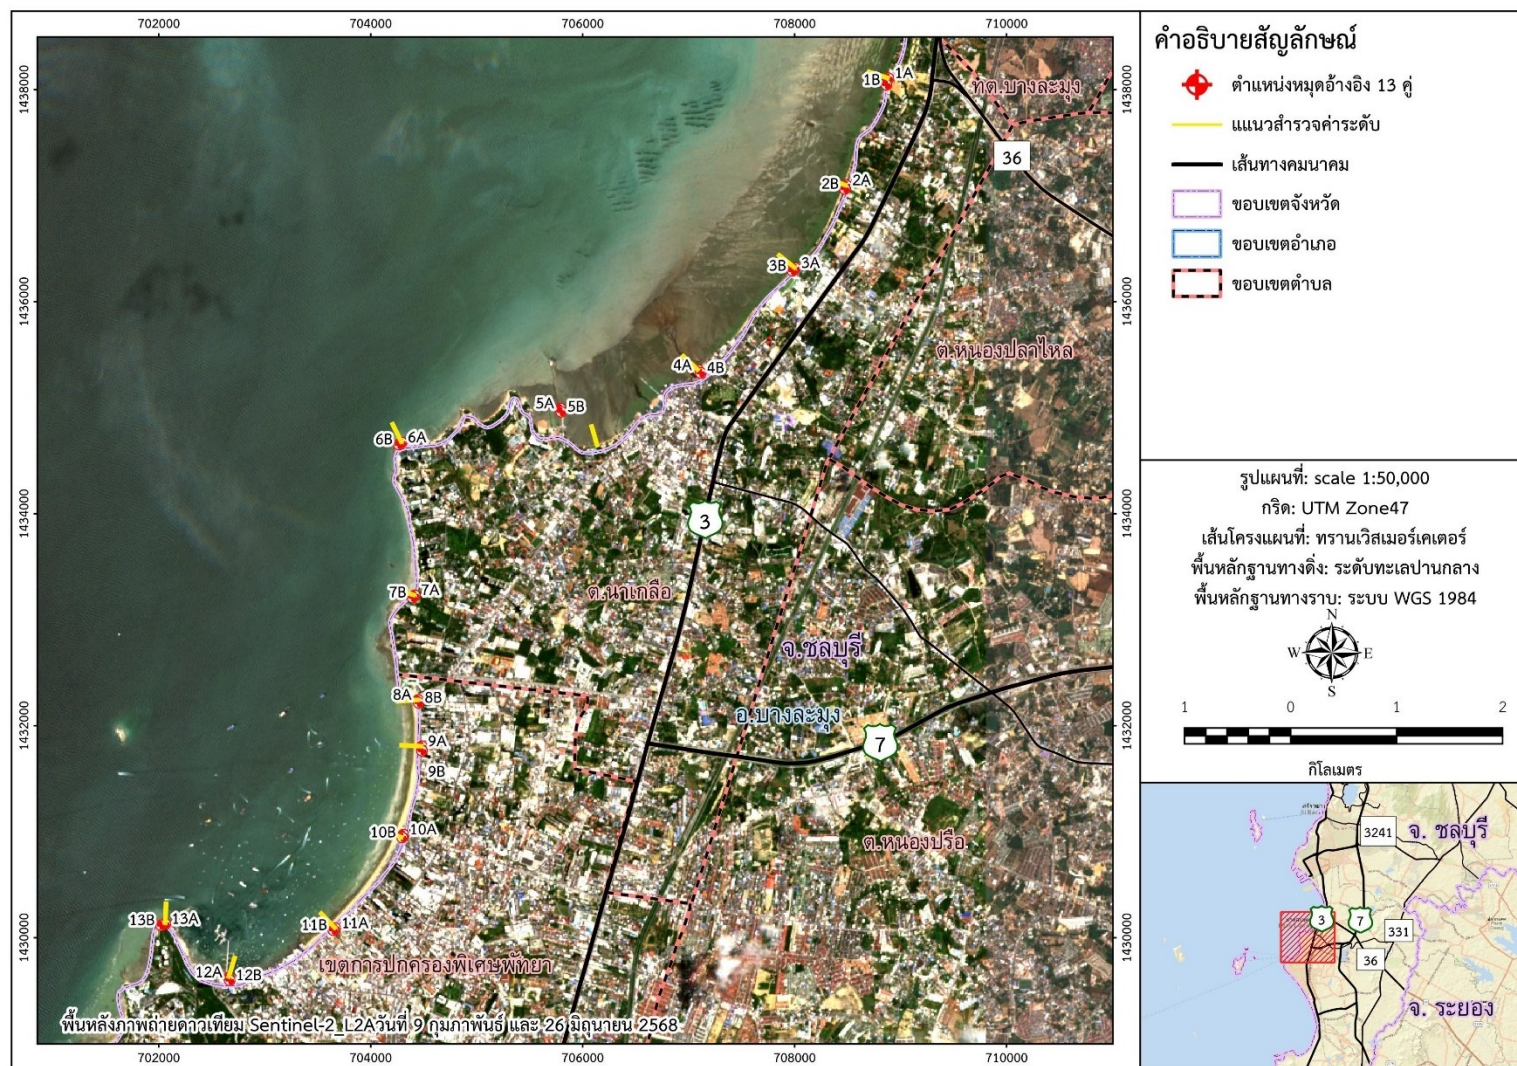 702000
704000
706000
708000
710000
1438000
1438000
1436000
1436000
1434000
1434000
1432000
1432000
1430000
1430000
702000
704000
706000
708000
710000
1B
1A
ทต.บางละมุง
36
2B
2A
3B
3A
ต.หนองปลาไหล
4A
4B
5A
5B
6B
6A
3
7B
7A
ต.นาเกลือ
จ.ชลบุรี
8A
8B
อ.บางละมุง
9A
7
9B
10B
10A
ต.หนองปรือ
13B
13A
11B
11A
12A
12B
เขตการปกครองพิเศษพัทยา
พื้นหลังภาพถ่ายดาวเทียม Sentinel-2_L2Aวันที่ 9 กุมภาพันธ์ และ 26 มิถุนายน 2568
คำอธิบายสัญลักษณ์
ตำแหน่งหมุดอ้างอิง 13 คู่
แแนวสำรวจค่าระดับ
เส้นทางคมนาคม
ขอบเขตจังหวัด
ขอบเขตอำเภอ
ขอบเขตตำบล
รูปแผนที่: scale 1:50,000
กริด: UTM Zone47
เส้นโครงแผนที่: ทรานเวิสเมอร์เคเตอร์
พื้นหลักฐานทางดิ่ง: ระดับทะเลปานกลาง
พื้นหลักฐานทางราบ: ระบบ WGS 1984
N
W
E
S
1
0
1
2
กิโลเมตร
3241
จ. ชลบุรี
3
7
331
36
จ. ระยอง